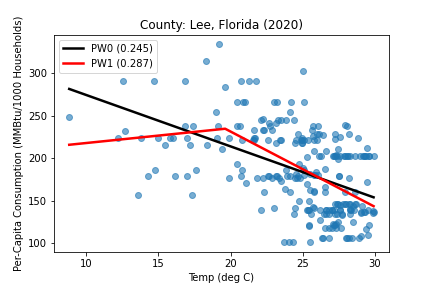 County: Lee, Florida (2020)
PW0 (0.245)
PW1 (0.287)
Per-Capita Consumption (MMBtu/1000 Households)
300
250
200
150
100
10 15 20 25 30
Temp (deg C)